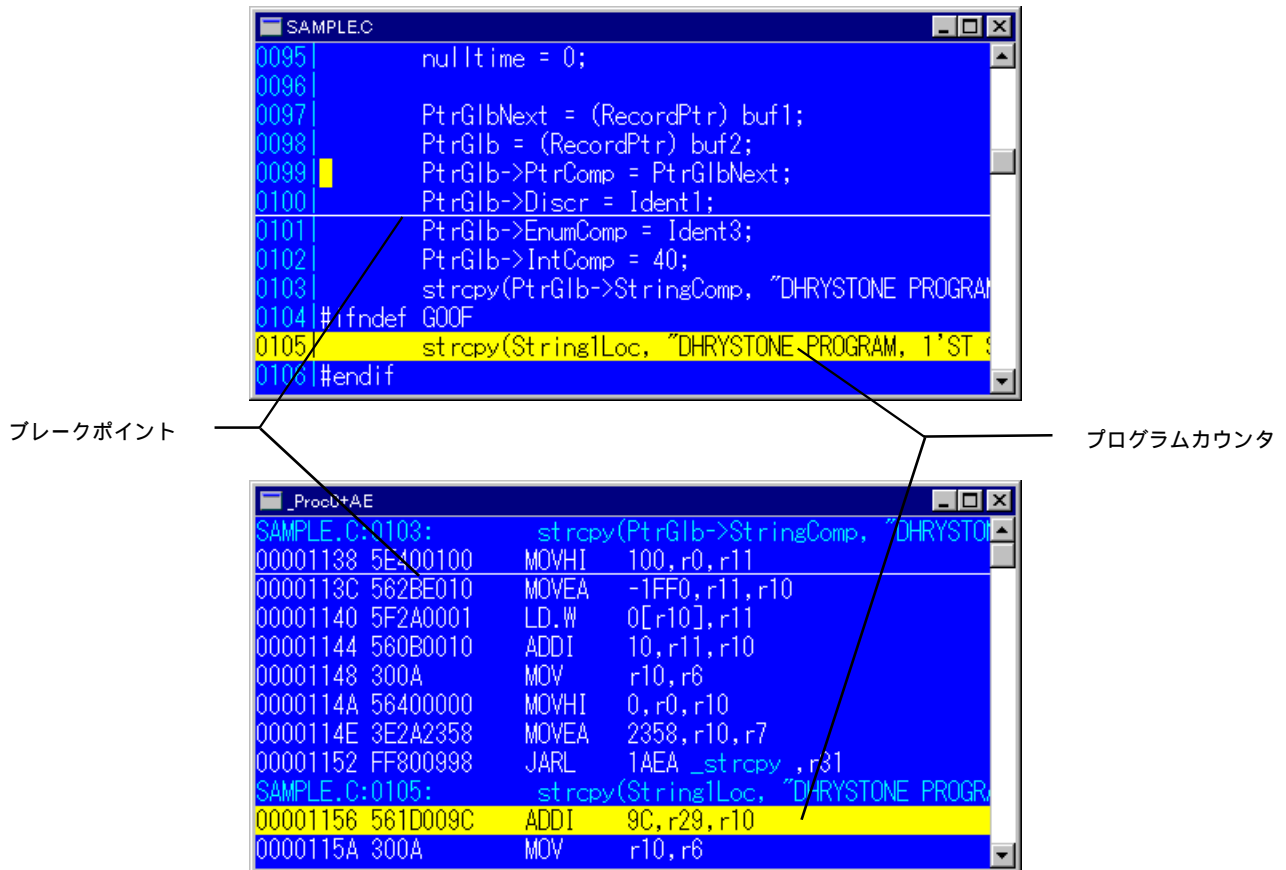 SAMPLE.C
0095| nulltime = 0;
0096|
0097| PtrGlbNext = (RecordPtr) buf1;
0098| PtrGlb = (RecordPtr) buf2;
0099| PtrGlb->PtrComp = PtrGlbNext;
0100| PtrGlb->Discr = Ident1;
0101| PtrGlb->EnumComp = Ident3;
0102| PtrGlb->IntComp = 40;
0103| strcpy(PtrGlb->StringComp, "DHRYSTONE PROGRAM
0104|#ifndef GOOF
0105| strcpy(String1Loc, "DHRYSTONE PROGRAM, 1'ST S
0106|#endif
ブレークポイント
プログラムカウンタ
_Proc0+AE
SAMPLE.C:0103: strcpy(PtrGlb->StringComp, "DHRYSTON
00001138 5E400100 MOVHI 100,r0,r11
0000113C 562BE010 MOVEA -1FF0,r11,r10
00001140 5F2A0001 LD.W 0[r10],r11
00001144 560B0010 ADDI 10,r11,r10
00001148 300A MOV r10,r6
0000114A 56400000 MOVHI 0,r0,r10
0000114E 3E2A2358 MOVEA 2358,r10,r7
00001152 FF800998 JARL 1AEA _strcpy ,r31
SAMPLE.C:0105: strcpy(String1Loc, "DHRYSTONE PROGRA
00001156 561D009C ADDI 9C,r29,r10
0000115A 300A MOV r10,r6